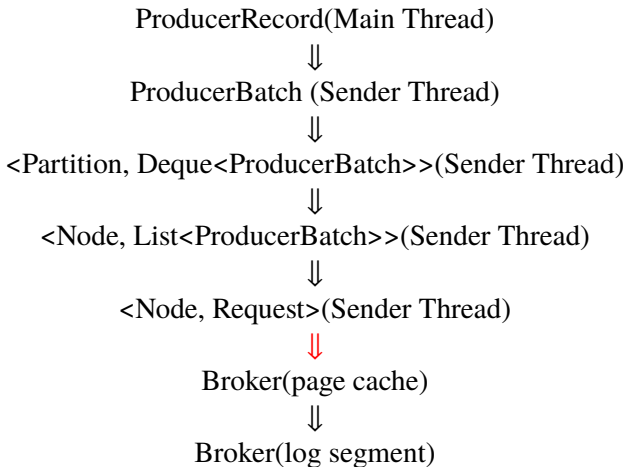 ProducerRecord(Main Thread)
⇓
ProducerBatch (Sender Thread)
⇓
<Partition, Deque<ProducerBatch>>(Sender Thread)
⇓
<Node, List<ProducerBatch>>(Sender Thread)
⇓
<Node, Request>(Sender Thread)
⇓
Broker(page cache)
⇓
Broker(log segment)